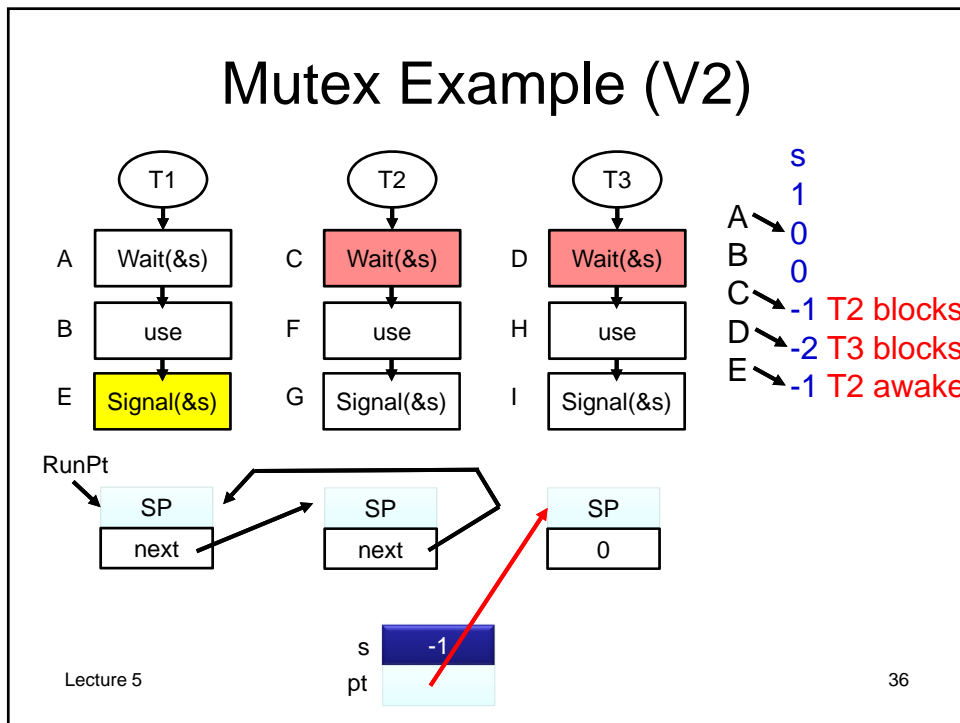 Mutex Example (V2)
T1
T2
T3
A
Wait(&s)
C
Wait(&s)
D
Wait(&s)
B
use
F
use
H
use
E
Signal(&s)
G
Signal(&s)
I
Signal(&s)
s
1
A
0
B
0
C
-1 T2 blocks
D
-2 T3 blocks
E
-1 T2 awake
RunPt
SP
SP
SP
next
next
0
s
-1
pt
Lecture 5
36